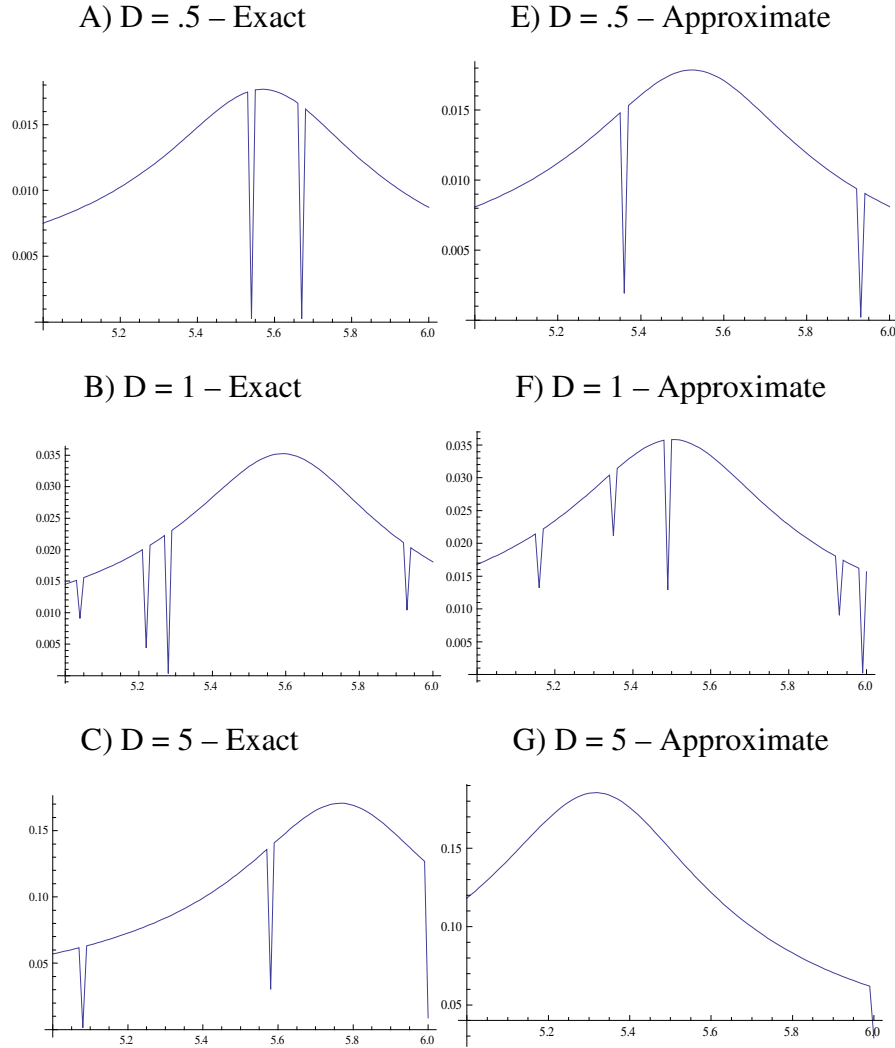 A) D = .5 – Exact
0.015
0.010
0.005
5.2 5.4 5.6 5.8 6.0
E) D = .5 – Approximate
0.015
0.010
0.005
5.2 5.4 5.6 5.8 6.0
B) D = 1 – Exact
0.035
0.030
0.025
0.020
0.015
0.010
0.005
5.2 5.4 5.6 5.8 6.0
F) D = 1 – Approximate
0.035
0.030
0.025
0.020
0.015
0.010
0.005
5.2 5.4 5.6 5.8 6.0
C) D = 5 – Exact
0.15
0.10
0.05
5.2 5.4 5.6 5.8 6.0
G) D = 5 – Approximate
0.15
0.10
0.05
5.2 5.4 5.6 5.8 6.0